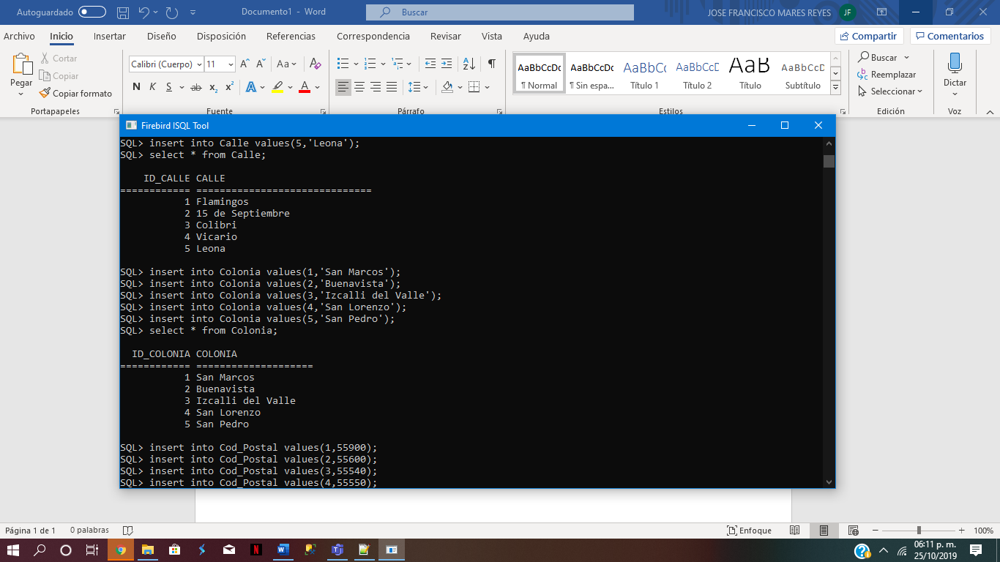 Autoguardado
Documento1 - Word
Buscar
JOSE FRANCISCO MARES REYES
JF
Archivo Inicio Insertar Diseño Disposición Referencias Correspondencia Revisar Vista Ayuda
Compartir
Comentarios
Pegar
Cortar
Copiar
Copiar formato
Portapapeles
Calibri (Cuerpo) 11
A A Aa A
N K S ab x₂ x² A A
Fuente
Párrafo
AaBbCcDc AaBbCcDc AaBbCc AaBbCcD AaB AaBbCcD
¶ Normal ¶ Sin espa... Título 1 Título 2 Título Subtítulo
Estilos
Buscar
Reemplazar
Seleccionar
Edición
Dictar
Voz
Firebird ISQL Tool
SQL> insert into Calle values(5,'Leona');
SQL> select * from Calle;
ID_CALLE CALLE
============ ==============================
1 Flamingos
2 15 de Septiembre
3 Colibri
4 Vicario
5 Leona
SQL> insert into Colonia values(1,'San Marcos');
SQL> insert into Colonia values(2,'Buenavista');
SQL> insert into Colonia values(3,'Izcalli del Valle');
SQL> insert into Colonia values(4,'San Lorenzo');
SQL> insert into Colonia values(5,'San Pedro');
SQL> select * from Colonia;
ID_COLONIA COLONIA
============ ====================
1 San Marcos
2 Buenavista
3 Izcalli del Valle
4 San Lorenzo
5 San Pedro
SQL> insert into Cod_Postal values(1,55900);
SQL> insert into Cod_Postal values(2,55600);
SQL> insert into Cod_Postal values(3,55540);
SQL> insert into Cod_Postal values(4,55550);
Página 1 de 1 0 palabras
Enfoque
100%
06:11 p. m.
25/10/2019